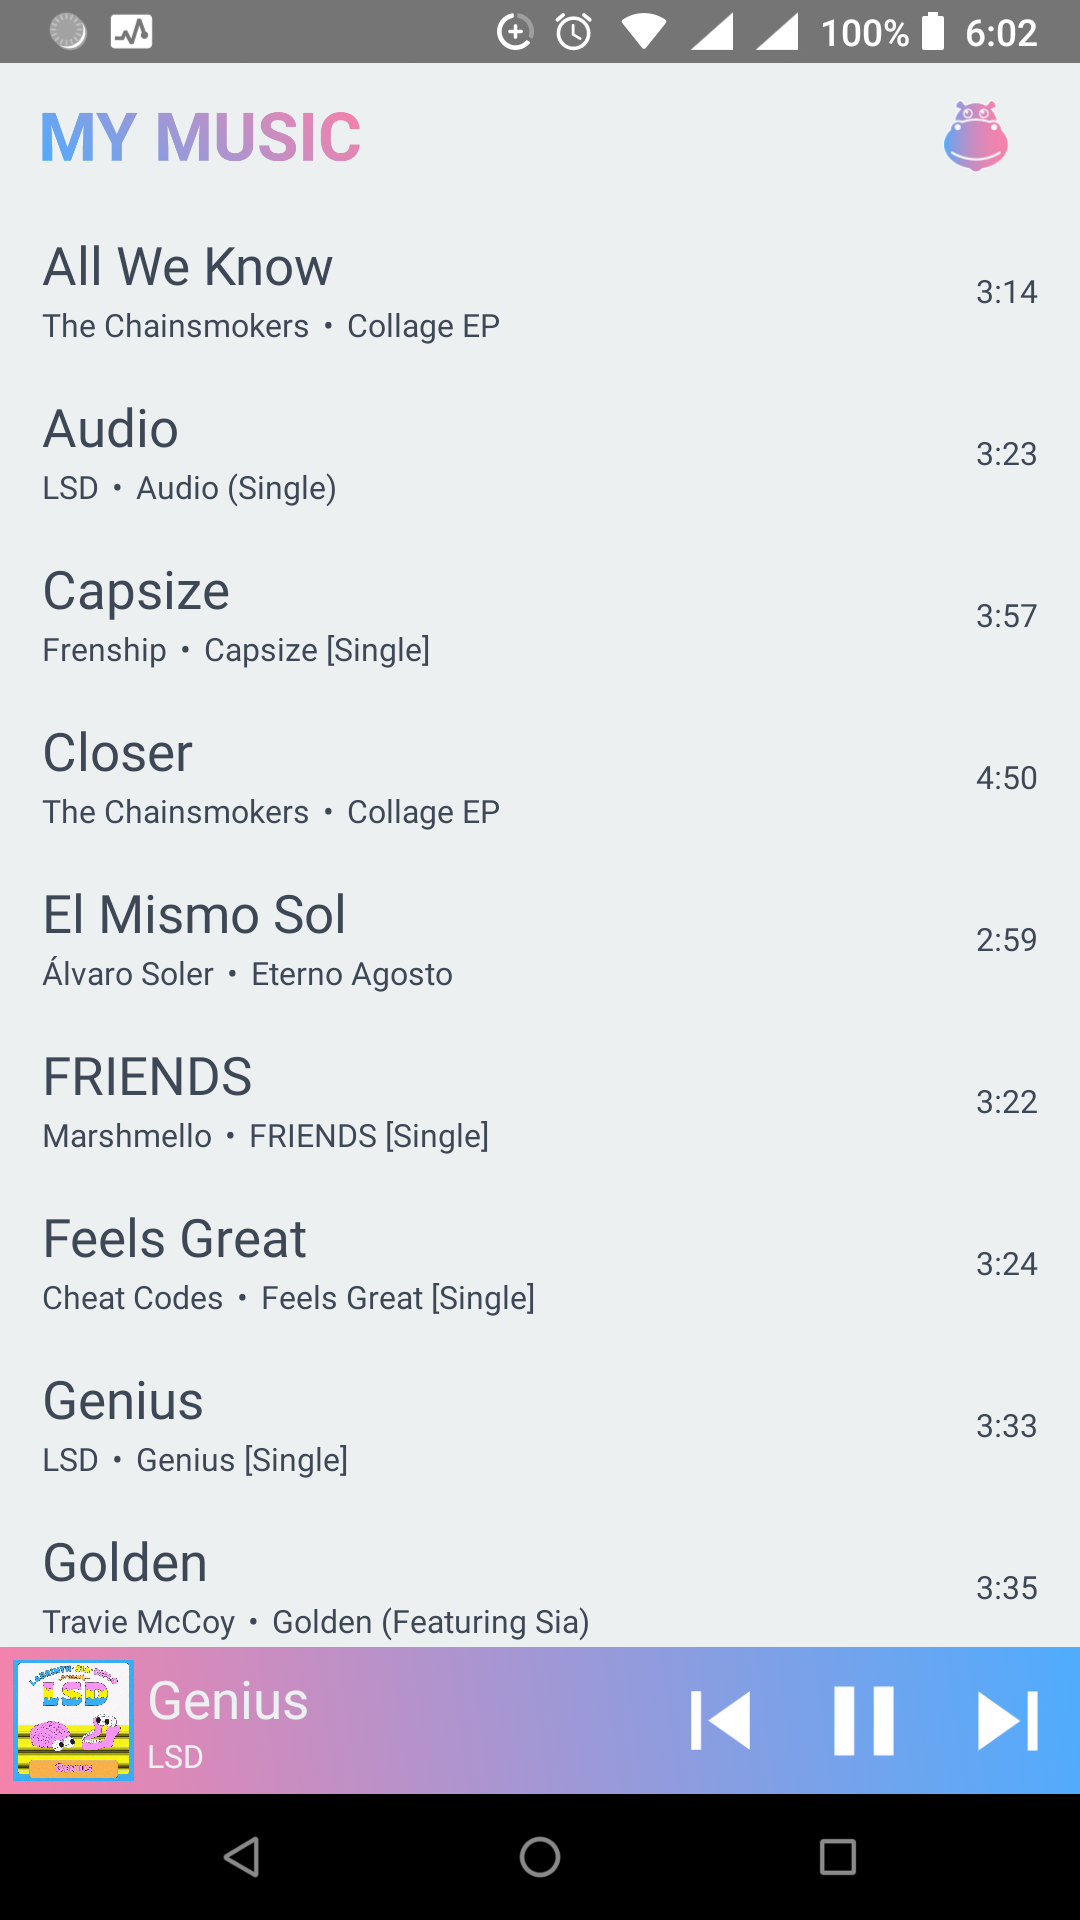 100% 6:02
MY MUSIC
All We Know
3:14
The Chainsmokers • Collage EP
Audio
3:23
LSD • Audio (Single)
Capsize
3:57
Frenship • Capsize [Single]
Closer
4:50
The Chainsmokers • Collage EP
El Mismo Sol
2:59
Álvaro Soler • Eterno Agosto
FRIENDS
3:22
Marshmello • FRIENDS [Single]
Feels Great
3:24
Cheat Codes • Feels Great [Single]
Genius
3:33
LSD • Genius [Single]
Golden
3:35
Travie McCoy • Golden (Featuring Sia)
LSD
Genius
Genius
LSD